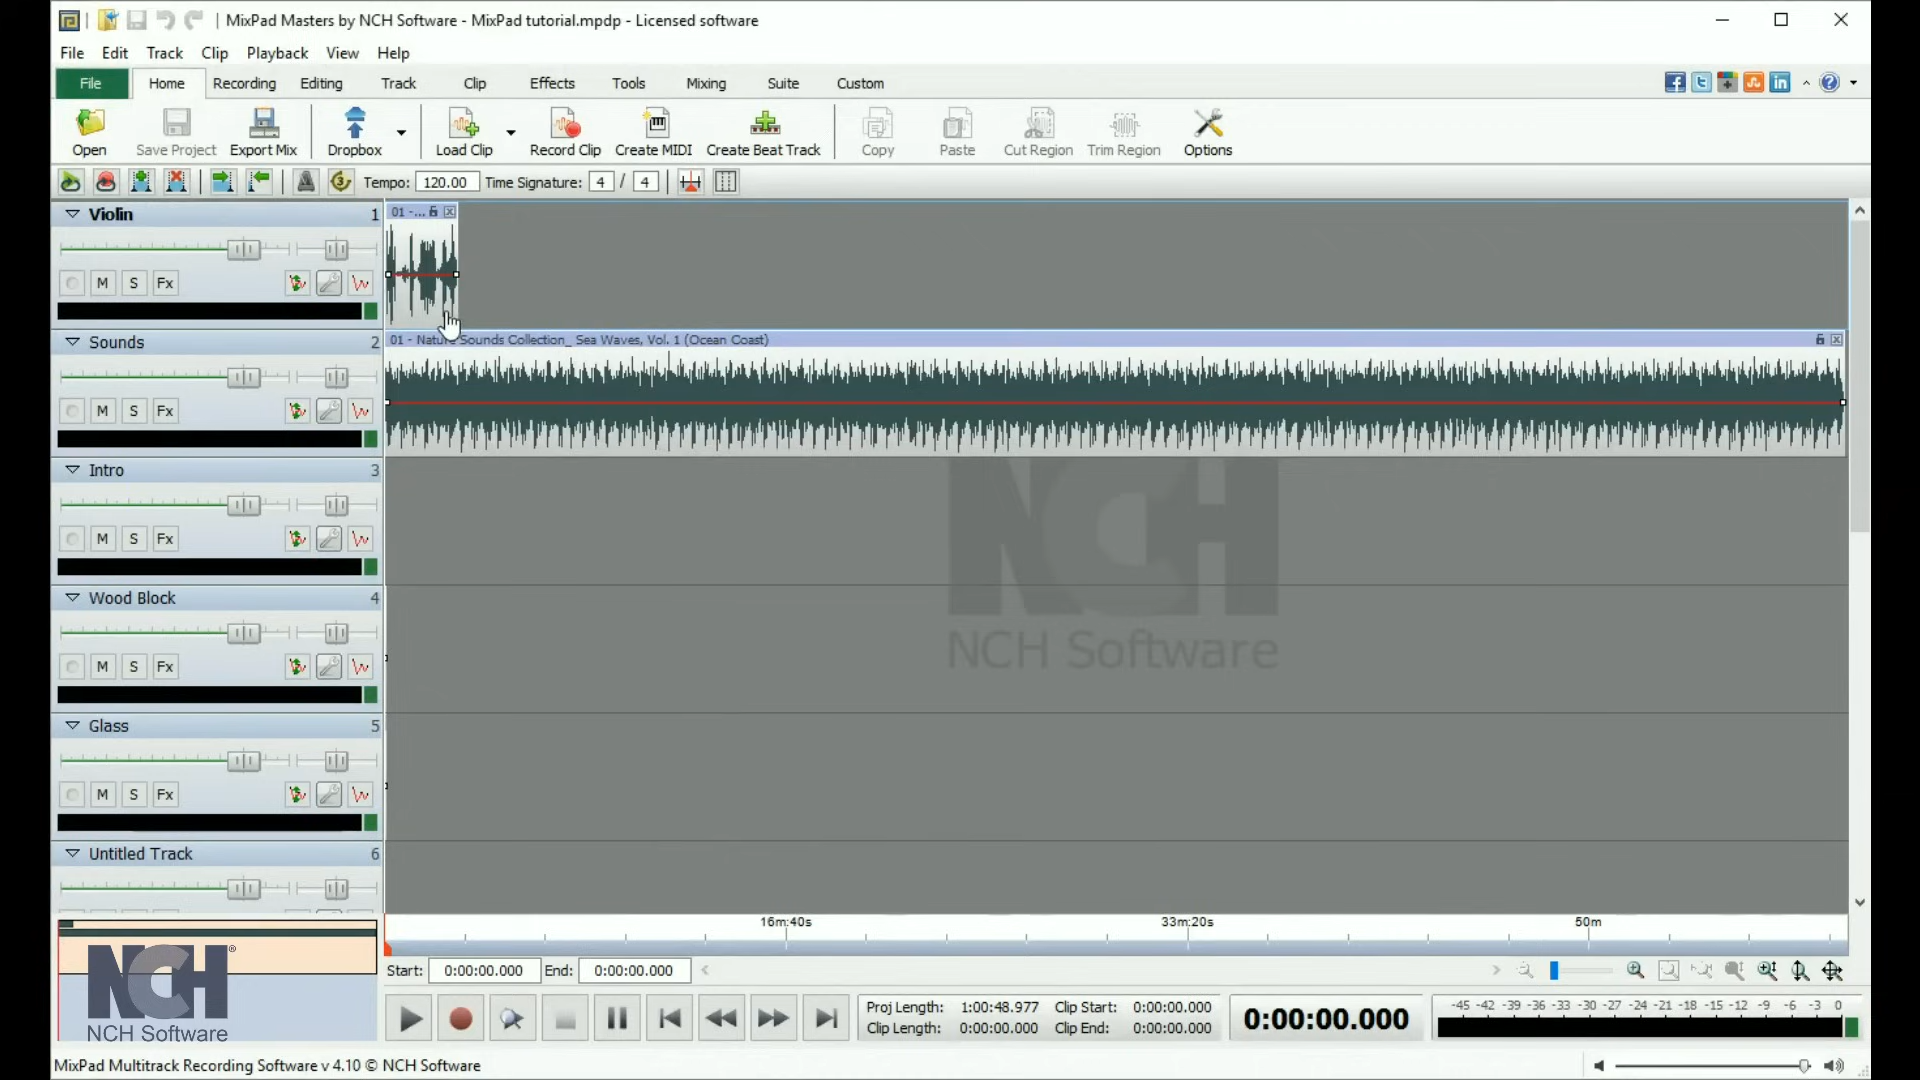 MixPad Masters by NCH Software - MixPad tutorial.mpdp - Licensed software
File Edit Track Clip Playback View Help
File Home Recording Editing Track Clip Effects Tools Mixing Suite Custom
Open Save Project Export Mix Dropbox Load Clip Record Clip Create MIDI Create Beat Track Copy Paste Cut Region Trim Region Options
Tempo: 120.00 Time Signature: 4 / 4
Violin 1
01 -...
M S Fx
Sounds 2
01 - Nature Sounds Collection_ Sea Waves, Vol. 1 (Ocean Coast)
M S Fx
Intro 3
M S Fx
Wood Block 4
M S Fx
Glass 5
M S Fx
Untitled Track 6
NCH
NCH Software
16m:40s 33m:20s 50m
Start: 0:00:00.000 End: 0:00:00.000
NCH®
NCH Software
Proj Length: 1:00:48.977 Clip Start: 0:00:00.000
Clip Length: 0:00:00.000 Clip End: 0:00:00.000
0:00:00.000
-45 -42 -39 -36 -33 -30 -27 -24 -21 -18 -15 -12 -9 -6 -3 0
MixPad Multitrack Recording Software v 4.10 © NCH Software